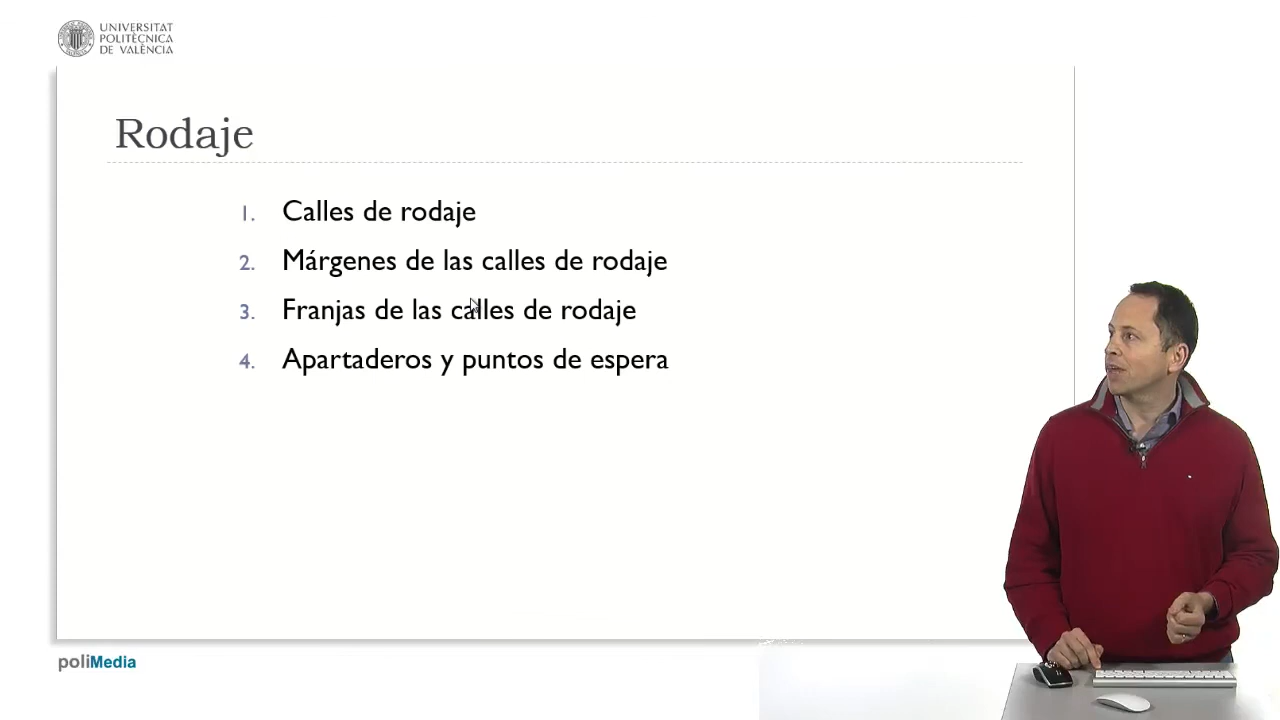 UNIVERSITAT
POLITÈCNICA
DE VALÈNCIA
Rodaje
1. Calles de rodaje
2. Márgenes de las calles de rodaje
3. Franjas de las calles de rodaje
4. Apartaderos y puntos de espera
poliMedia